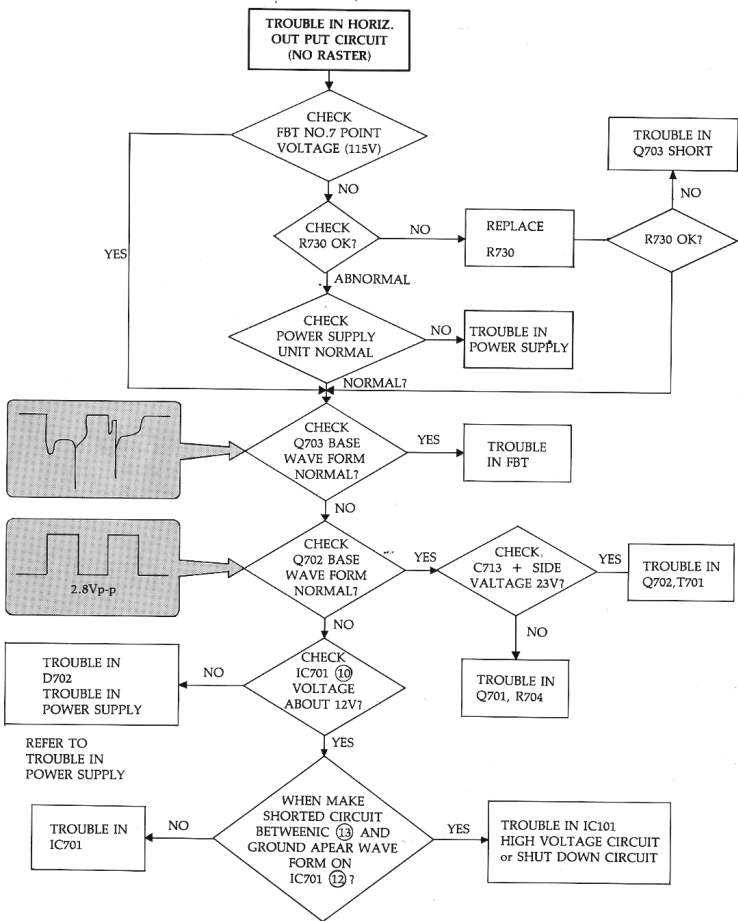 TROUBLE IN HORIZ.
OUT PUT CIRCUIT
(NO RASTER)
CHECK
FBT NO.7 POINT
VOLTAGE (115V)
TROUBLE IN
Q703 SHORT
NO
NO
CHECK
R730 OK?
NO
REPLACE
R730
R730 OK?
YES
ABNORMAL
CHECK
POWER SUPPLY
UNIT NORMAL
NO
TROUBLE IN
POWER SUPPLY
NORMAL?
CHECK
Q703 BASE
WAVE FORM
NORMAL?
YES
TROUBLE
IN FBT
NO
2.8Vp-p
CHECK
Q702 BASE
WAVE FORM
NORMAL?
YES
CHECK
C713 + SIDE
VALTAGE 23V?
YES
TROUBLE IN
Q702,T701
NO
NO
TROUBLE IN
Q701, R704
TROUBLE IN
D702
TROUBLE IN
POWER SUPPLY
NO
CHECK
IC701 ⑩
VOLTAGE
ABOUT 12V?
REFER TO
TROUBLE IN
POWER SUPPLY
YES
TROUBLE IN
IC701
NO
WHEN MAKE
SHORTED CIRCUIT
BETWEENIC ⑬ AND
GROUND APEAR WAVE
FORM ON
IC701 ⑫ ?
YES
TROUBLE IN IC101
HIGH VOLTAGE CIRCUIT
or SHUT DOWN CIRCUIT